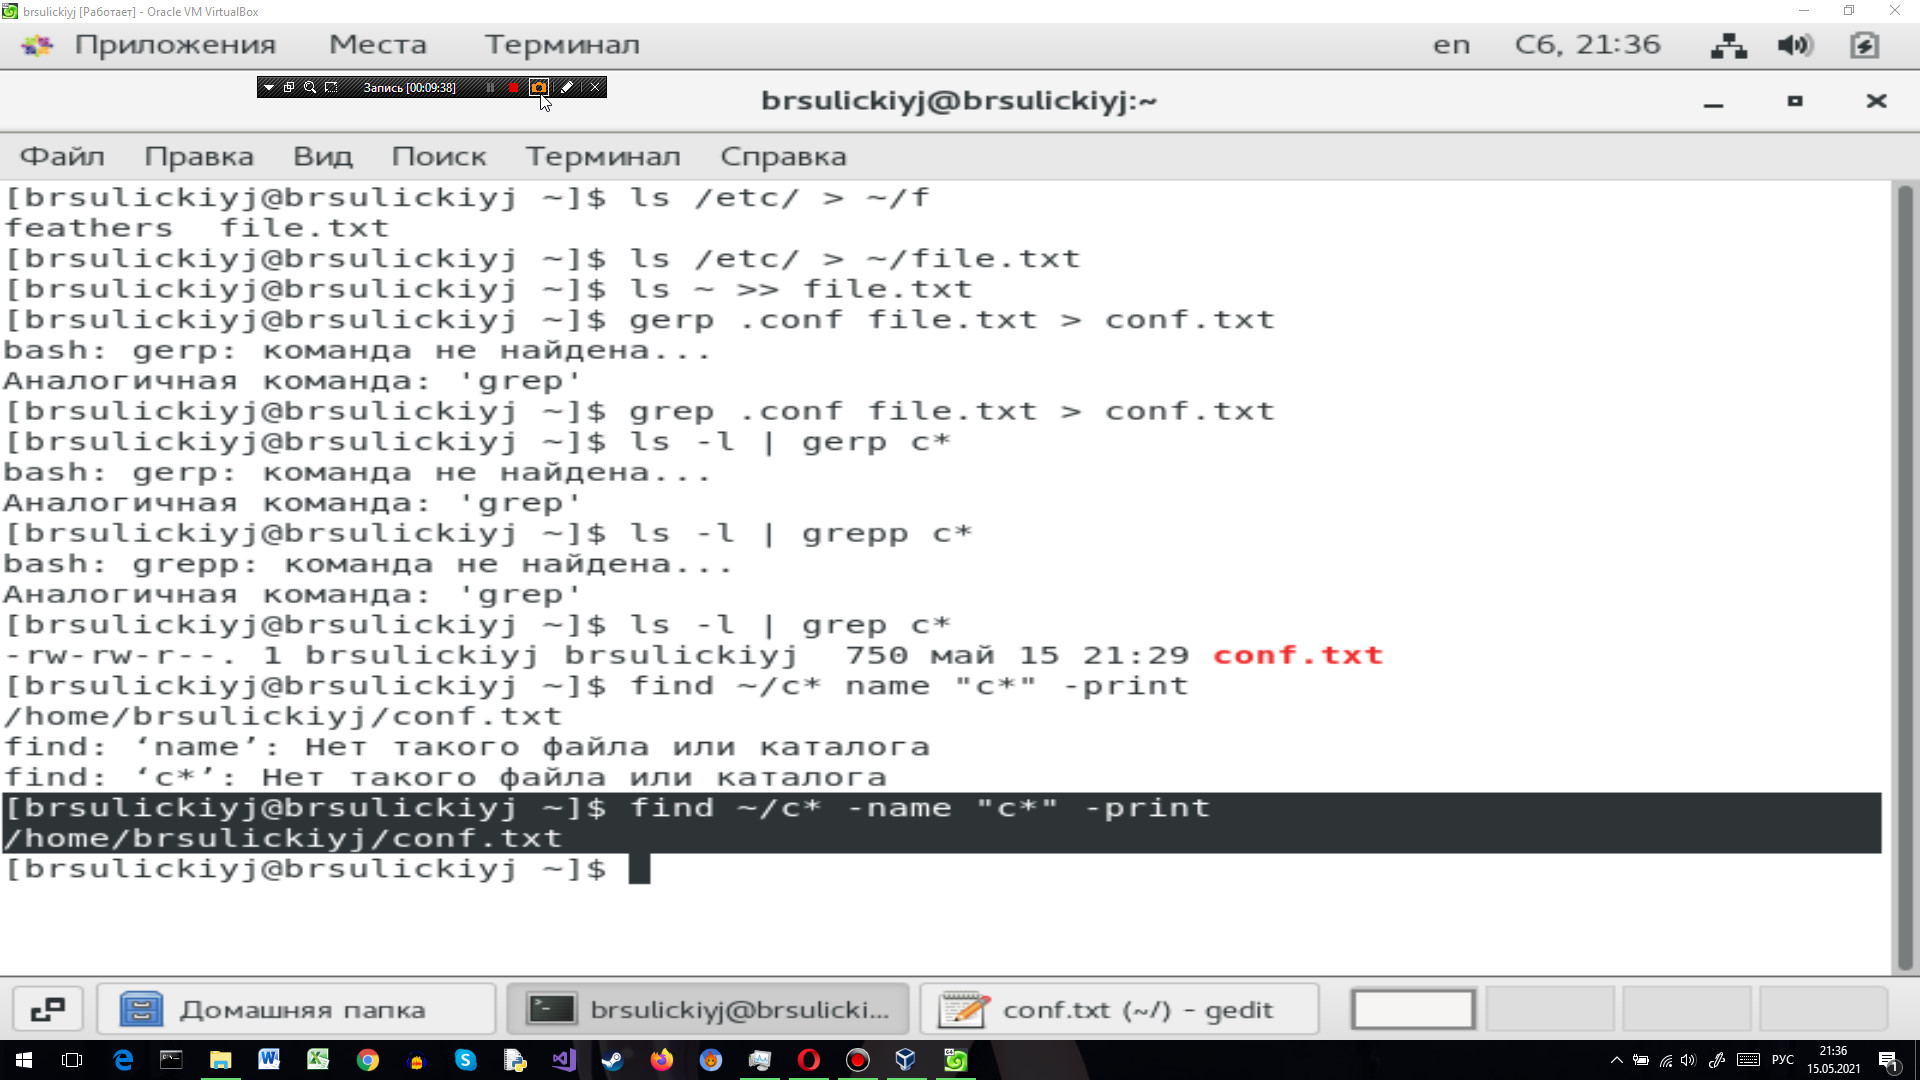 brsulickiyj [Работает] - Oracle VM VirtualBox
Приложения Места Терминал en Сб, 21:36
Запись [00:09:38]
brsulickiyj@brsulickiyj:~
Файл Правка Вид Поиск Терминал Справка
[brsulickiyj@brsulickiyj ~]$ ls /etc/ > ~/f
feathers  file.txt
[brsulickiyj@brsulickiyj ~]$ ls /etc/ > ~/file.txt
[brsulickiyj@brsulickiyj ~]$ ls ~ >> file.txt
[brsulickiyj@brsulickiyj ~]$ gerp .conf file.txt > conf.txt
bash: gerp: команда не найдена...
Аналогичная команда: 'grep'
[brsulickiyj@brsulickiyj ~]$ grep .conf file.txt > conf.txt
[brsulickiyj@brsulickiyj ~]$ ls -l | gerp c*
bash: gerp: команда не найдена...
Аналогичная команда: 'grep'
[brsulickiyj@brsulickiyj ~]$ ls -l | grepp c*
bash: grepp: команда не найдена...
Аналогичная команда: 'grep'
[brsulickiyj@brsulickiyj ~]$ ls -l | grep c*
-rw-rw-r--. 1 brsulickiyj brsulickiyj  750 май 15 21:29 conf.txt
[brsulickiyj@brsulickiyj ~]$ find ~/c* name "c*" -print
/home/brsulickiyj/conf.txt
find: ‘name’: Нет такого файла или каталога
find: ‘c*’: Нет такого файла или каталога
[brsulickiyj@brsulickiyj ~]$ find ~/c* -name "c*" -print
/home/brsulickiyj/conf.txt
[brsulickiyj@brsulickiyj ~]$
Домашняя папка brsulickiyj@brsulicki... conf.txt (~/) - gedit
РУС 21:36
15.05.2021 1